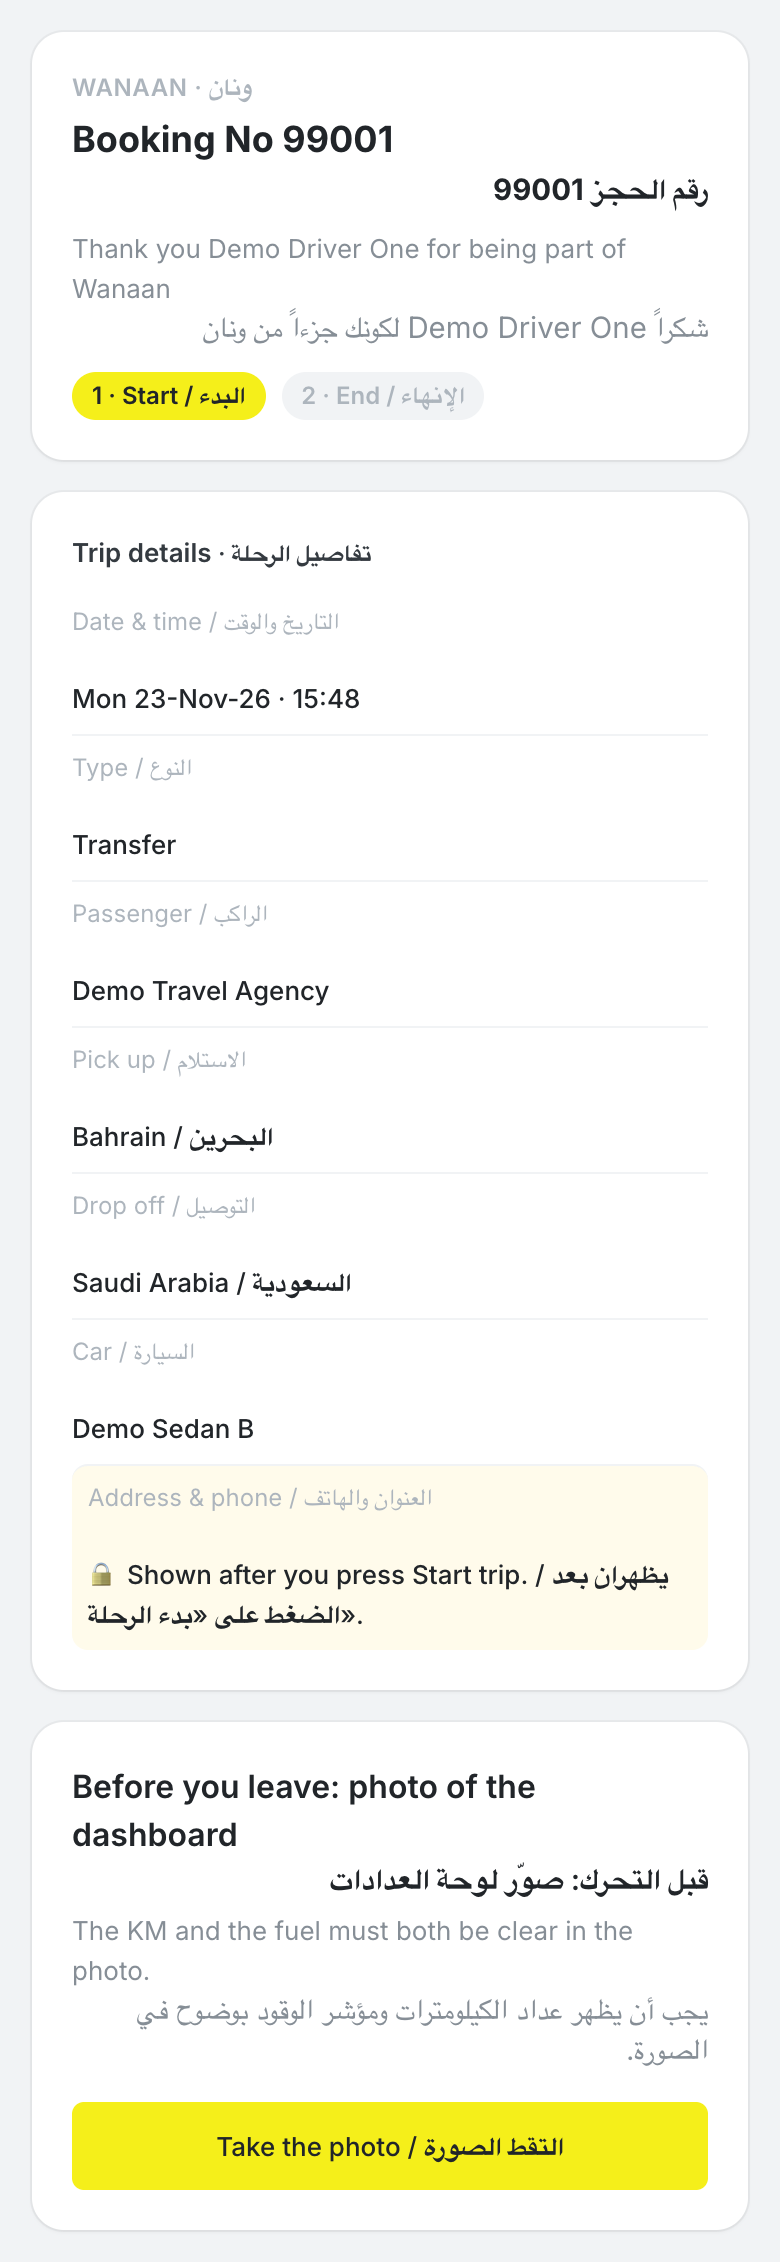 WANAAN · ونان
Booking No 99001
رقم الحجز 99001
Thank you Demo Driver One for being part of
Wanaan
شكراً Demo Driver One لكونك جزءاً من ونان
1 · Start / البدء
2 · End / الإنهاء
Trip details · تفاصيل الرحلة
Date & time / التاريخ والوقت
Mon 23-Nov-26 · 15:48
Type / النوع
Transfer
Passenger / الراكب
Demo Travel Agency
Pick up / الاستلام
Bahrain / البحرين
Drop off / التوصيل
Saudi Arabia / السعودية
Car / السيارة
Demo Sedan B
Address & phone / العنوان والهاتف
🔒 Shown after you press Start trip. / يظهران بعد
الضغط على «بدء الرحلة».
Before you leave: photo of the
dashboard
قبل التحرك: صوّر لوحة العدادات
The KM and the fuel must both be clear in the
photo.
يجب أن يظهر عداد الكيلومترات ومؤشر الوقود بوضوح في
الصورة.
Take the photo / التقط الصورة